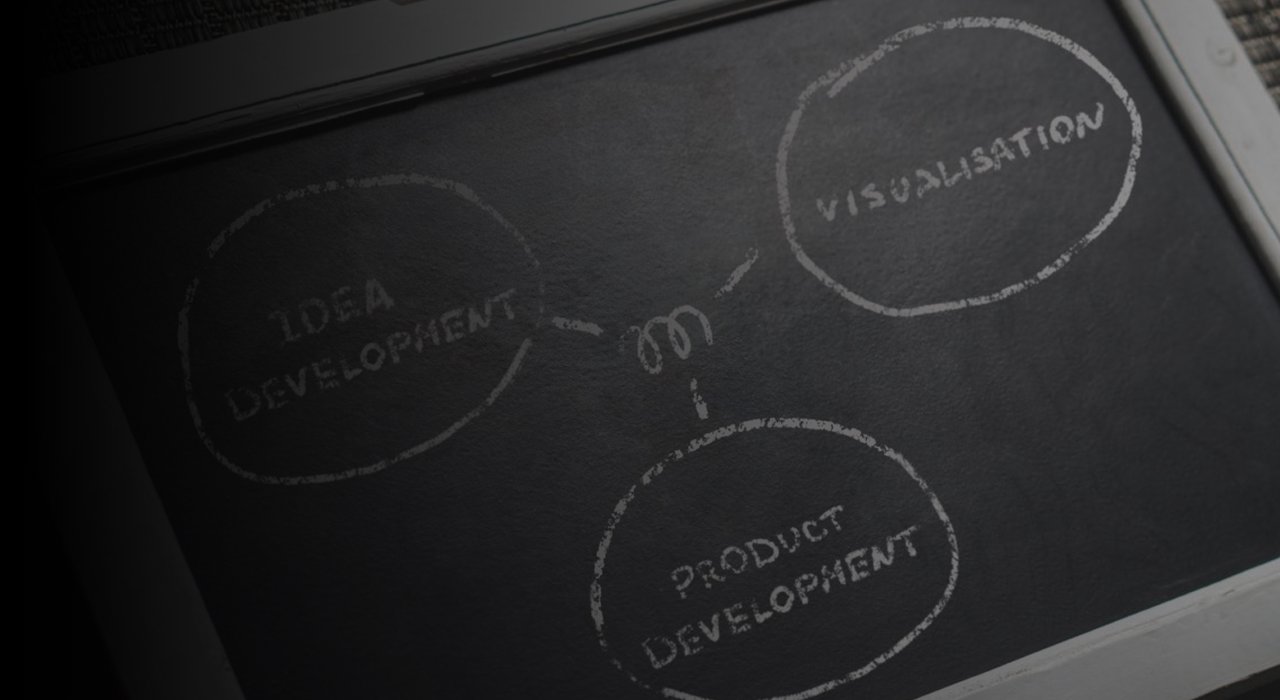 IDEA
DEVELOPMENT
VISUALISATION
PRODUCT
DEVELOPMENT